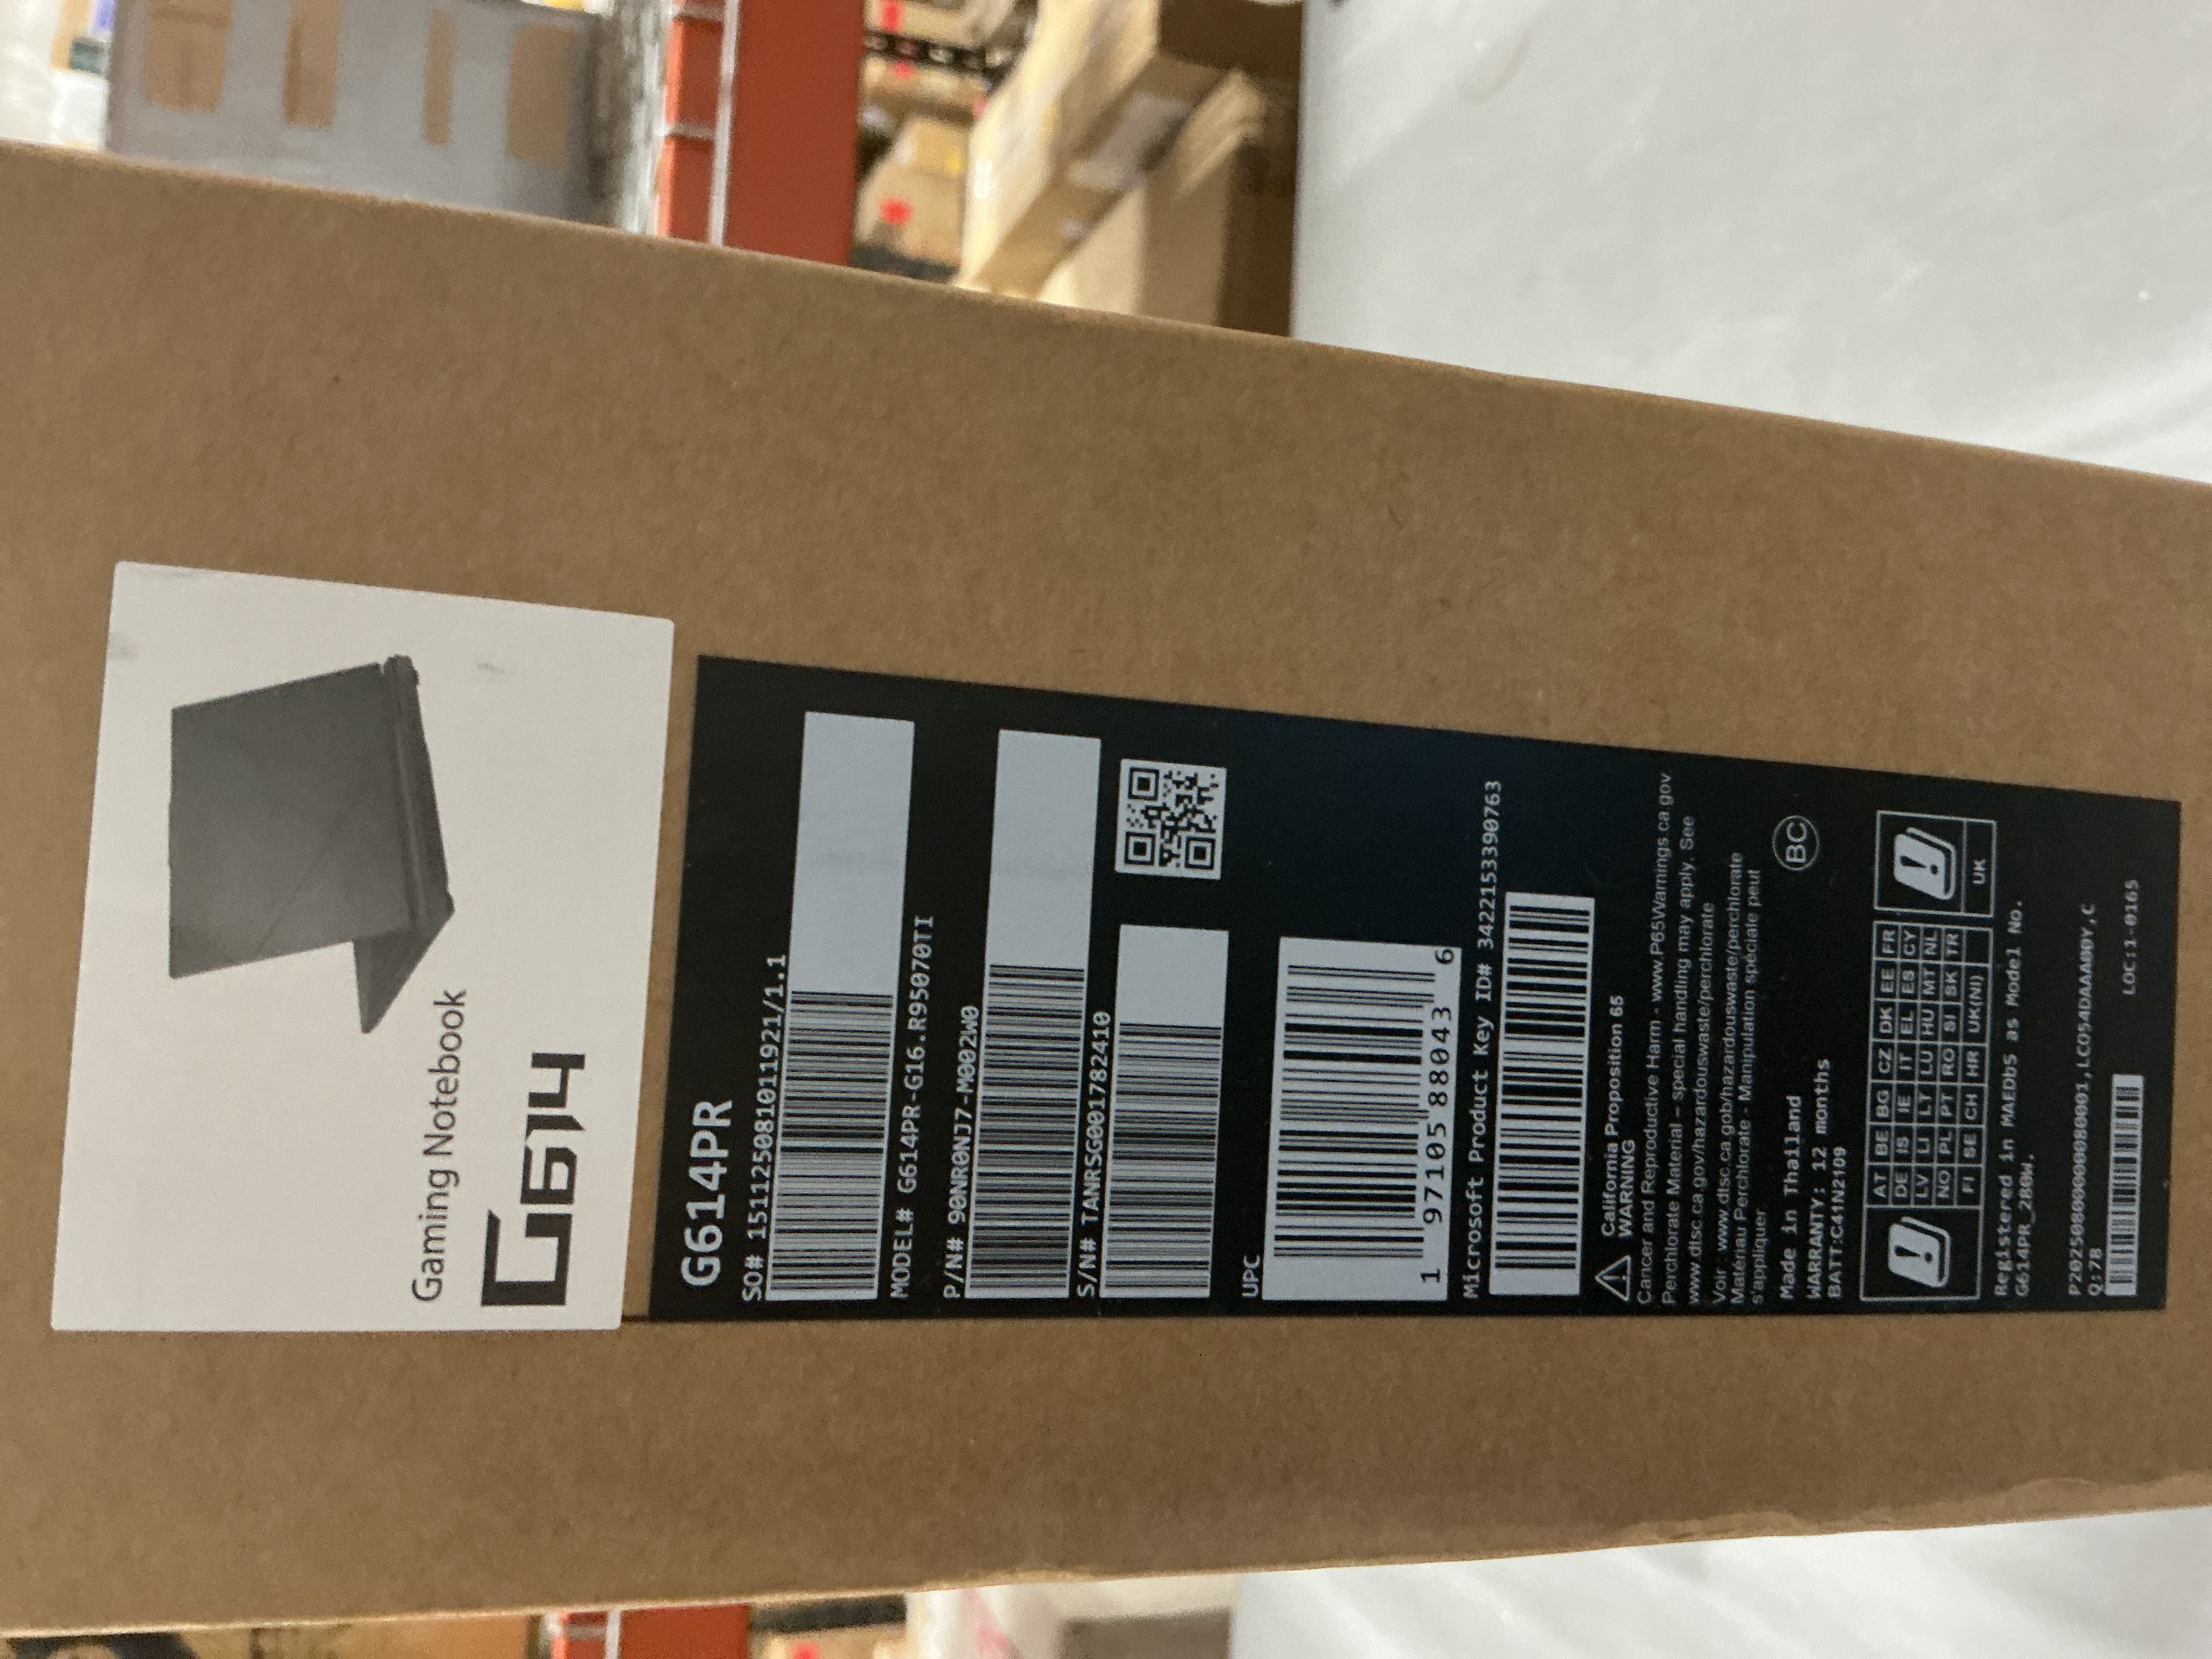 Gaming Notebook
G614
G614PR
SO# 1511125081011921/1.1
MODEL# G614PR-G16.R95070TI
P/N# 90NR0NJ7-M002W0
S/N# TANRSG001782410
UPC
1 97105 88043 6
Microsoft Product Key ID# 3422153390763
California Proposition 65
WARNING
Cancer and Reproductive Harm - www.P65Warnings.ca.gov
Perchlorate Material – special handling may apply. See
www.dtsc.ca.gov/hazardouswaste/perchlorate
Voir : www.dtsc.ca.gob/hazardouswaste/perchlorate
Matériau Perchlorate - Manipulation spéciate peut
s'appliquer
Made in Thailand
WARRANTY: 12 months
BATT:C41N2109
BC
AT BE BG CZ DK EE FR
DE IS IE IT EL ES CY
LV LI LT LU HU MT NL
NO PL PT RO SI SK TR
FI SE CH HR UK(NI)
UK
Registered in MAEDbS as Model No.
G614PR_280W.
Q:78
LOC:1-0165